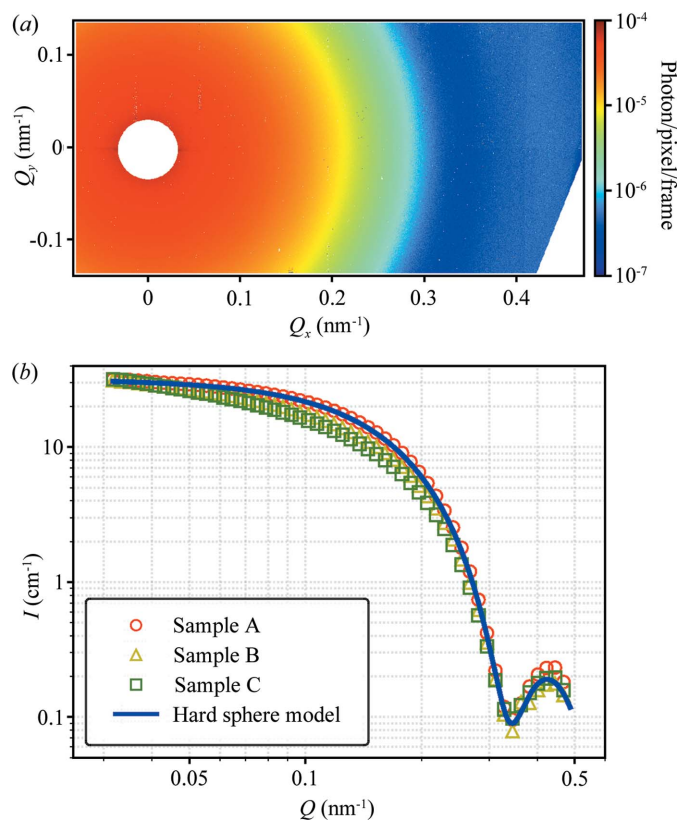 (a)
0.1
0
-0.1
Q_y (nm⁻¹)
0
0.1
0.2
0.3
0.4
Q_x (nm⁻¹)
10⁻⁴
10⁻⁵
10⁻⁶
10⁻⁷
Photon/pixel/frame
(b)
10
1
0.1
I (cm⁻¹)
Sample A
Sample B
Sample C
Hard sphere model
0.05
0.1
0.5
Q (nm⁻¹)